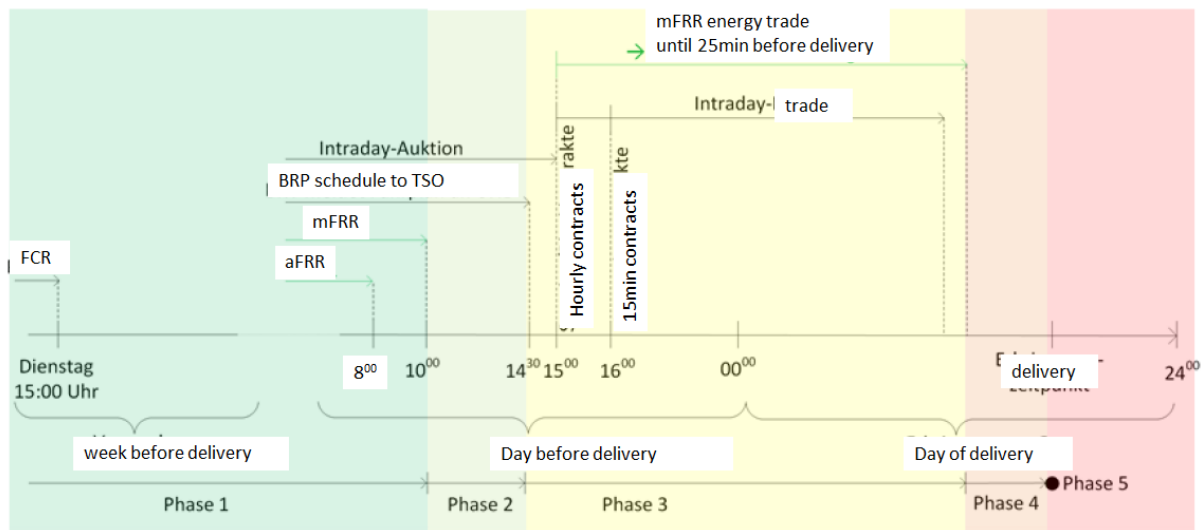 mFRR energy trade
until 25min before delivery
Intraday-
trade
Intraday-Auktion
rakte
kte
BRP schedule to TSO
Hourly contracts
15min contracts
mFRR
FCR
aFRR
Dienstag
15:00 Uhr
8⁰⁰
10⁰⁰
14³⁰
15⁰⁰
16⁰⁰
00⁰⁰
delivery
24⁰⁰
week before delivery
Day before delivery
Day of delivery
Phase 1
Phase 2
Phase 3
Phase 4
Phase 5